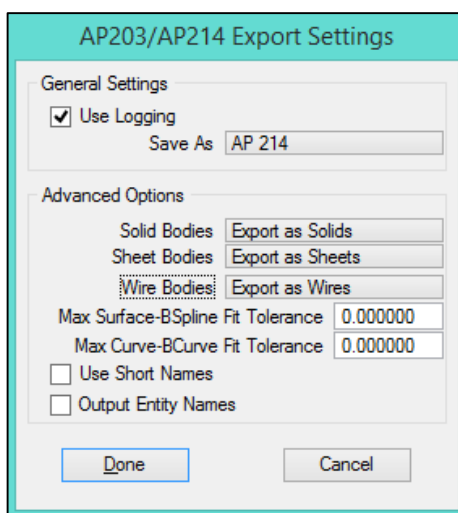 AP203/AP214 Export Settings
General Settings
Use Logging
Save As AP 214
Advanced Options
Solid Bodies Export as Solids
Sheet Bodies Export as Sheets
Wire Bodies Export as Wires
Max Surface-BSpline Fit Tolerance 0.000000
Max Curve-BCurve Fit Tolerance 0.000000
Use Short Names
Output Entity Names
Done Cancel